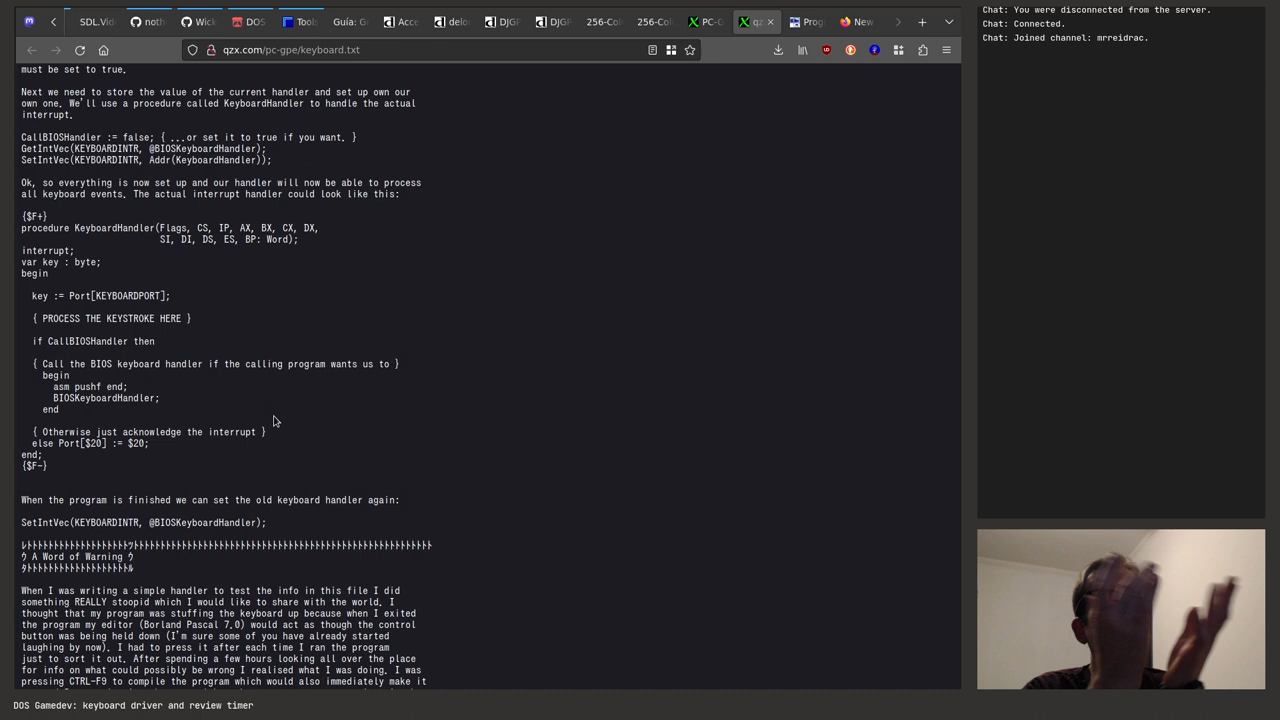 SDL.Vid
noth
Wick
DOS
Tools
Guía: G
Acce
delo
DJGP
DJGP
256-Col
256-Col
PC-G
qz
Prog
New
qzx.com/pc-gpe/keyboard.txt
must be set to true.
Next we need to store the value of the current handler and set up own our
own one. We'll use a procedure called KeyboardHandler to handle the actual
interrupt.
CallBIOSHandler := false; { ...or set it to true if you want. }
GetIntVec(KEYBOARDINTR, @BIOSKeyboardHandler);
SetIntVec(KEYBOARDINTR, Addr(KeyboardHandler));
Ok, so everything is now set up and our handler will now be able to process
all keyboard events. The actual interrupt handler could look like this:
{$F+}
procedure KeyboardHandler(Flags, CS, IP, AX, BX, CX, DX,
SI, DI, DS, ES, BP: Word);
interrupt;
var key : byte;
begin
key := Port[KEYBOARDPORT];
{ PROCESS THE KEYSTROKE HERE }
if CallBIOSHandler then
{ Call the BIOS keyboard handler if the calling program wants us to }
begin
asm pushf end;
BIOSKeyboardHandler;
end
{ Otherwise just acknowledge the interrupt }
else Port[$20] := $20;
end;
{$F-}
When the program is finished we can set the old keyboard handler again:
SetIntVec(KEYBOARDINTR, @BIOSKeyboardHandler);
A Word of Warning
When I was writing a simple handler to test the info in this file I did
something REALLY stoopid which I would like to share with the world. I
thought that my program was stuffing the keyboard up because when I exited
the program my editor (Borland Pascal 7.0) would act as though the control
button was being held down (I'm sure some of you have already started
laughing by now). I had to press it after each time I ran the program
just to sort it out. After spending a few hours looking all over the place
for info on what could possibly be wrong I realised what I was doing. I was
pressing CTRL-F9 to compile the program which would also immediately make it
Chat: You were disconnected from the server.
Chat: Connected.
Chat: Joined channel: mrreidrac.
DOS Gamedev: keyboard driver and review timer